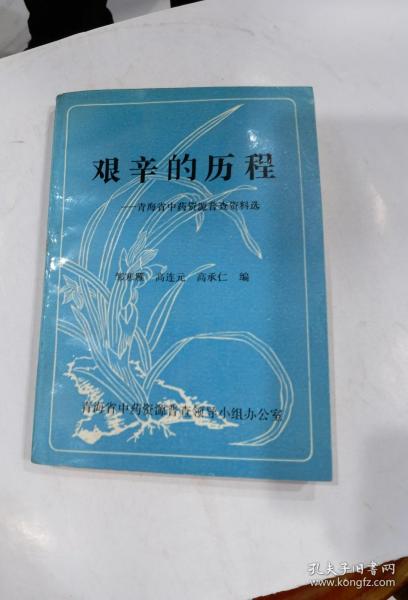 艰辛的历程
——青海省中药资源普查资料选
高连元 高承仁 编
青海省中药资源普查领导小组办公室
孔夫子旧书网
www.kongfz.com